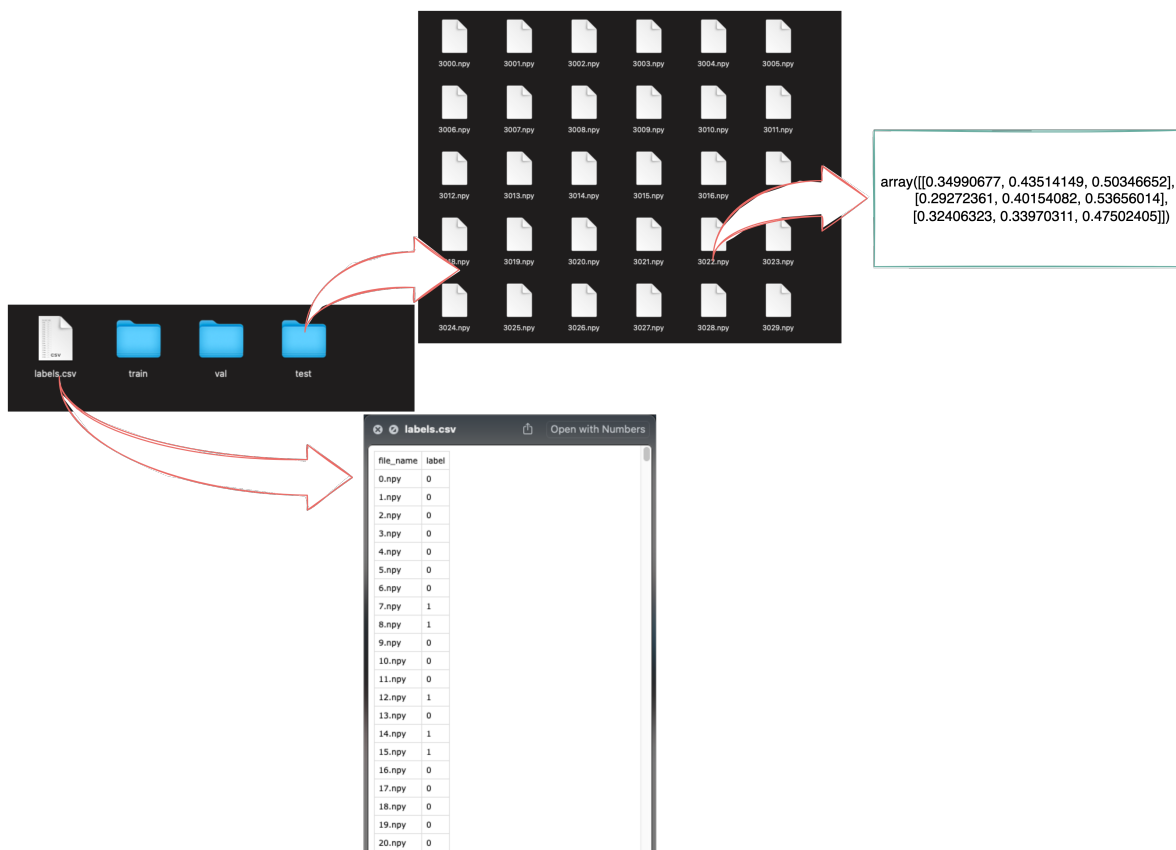 3000.npy 3001.npy 3002.npy 3003.npy 3004.npy 3005.npy
3006.npy 3007.npy 3008.npy 3009.npy 3010.npy 3011.npy
3012.npy 3013.npy 3014.npy 3015.npy 3016.npy
18.npy 3019.npy 3020.npy 3021.npy 3022.npy 3023.npy
3024.npy 3025.npy 3026.npy 3027.npy 3028.npy 3029.npy
array([[0.34990677, 0.43514149, 0.50346652],
[0.29272361, 0.40154082, 0.53656014],
[0.32406323, 0.33970311, 0.47502405]])
CSV
labels.csv train val test
labels.csv Open with Numbers
file_name label
0.npy 0
1.npy 0
2.npy 0
3.npy 0
4.npy 0
5.npy 0
6.npy 0
7.npy 1
8.npy 1
9.npy 0
10.npy 0
11.npy 0
12.npy 1
13.npy 0
14.npy 1
15.npy 1
16.npy 0
17.npy 0
18.npy 0
19.npy 0
20.npy 0